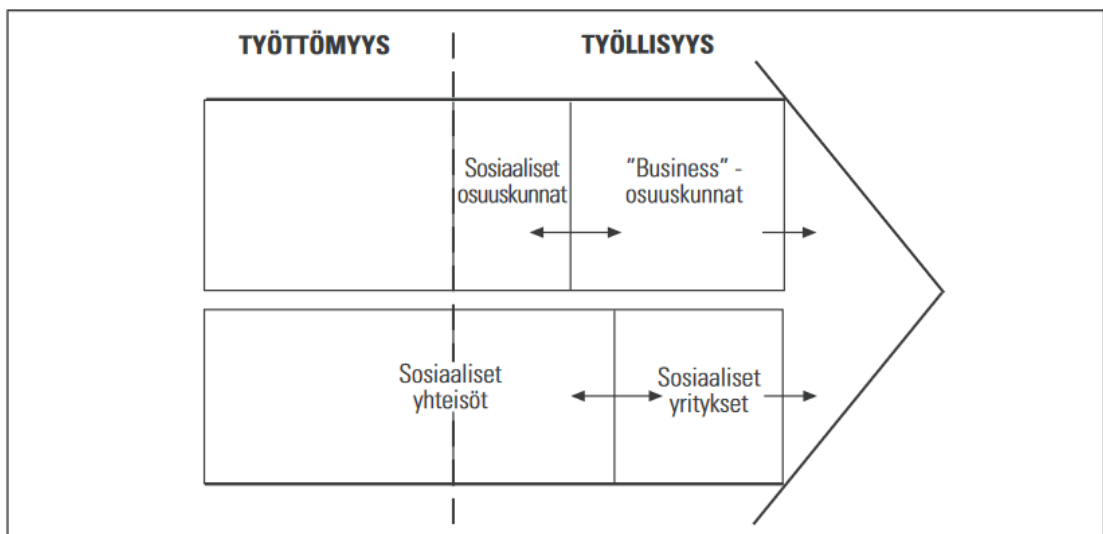 TYÖTTÖMYYS
TYÖLLISYYS
Sosiaaliset
osuuskunnat
"Business" -
osuuskunnat
Sosiaaliset
yhteisöt
Sosiaaliset
yritykset